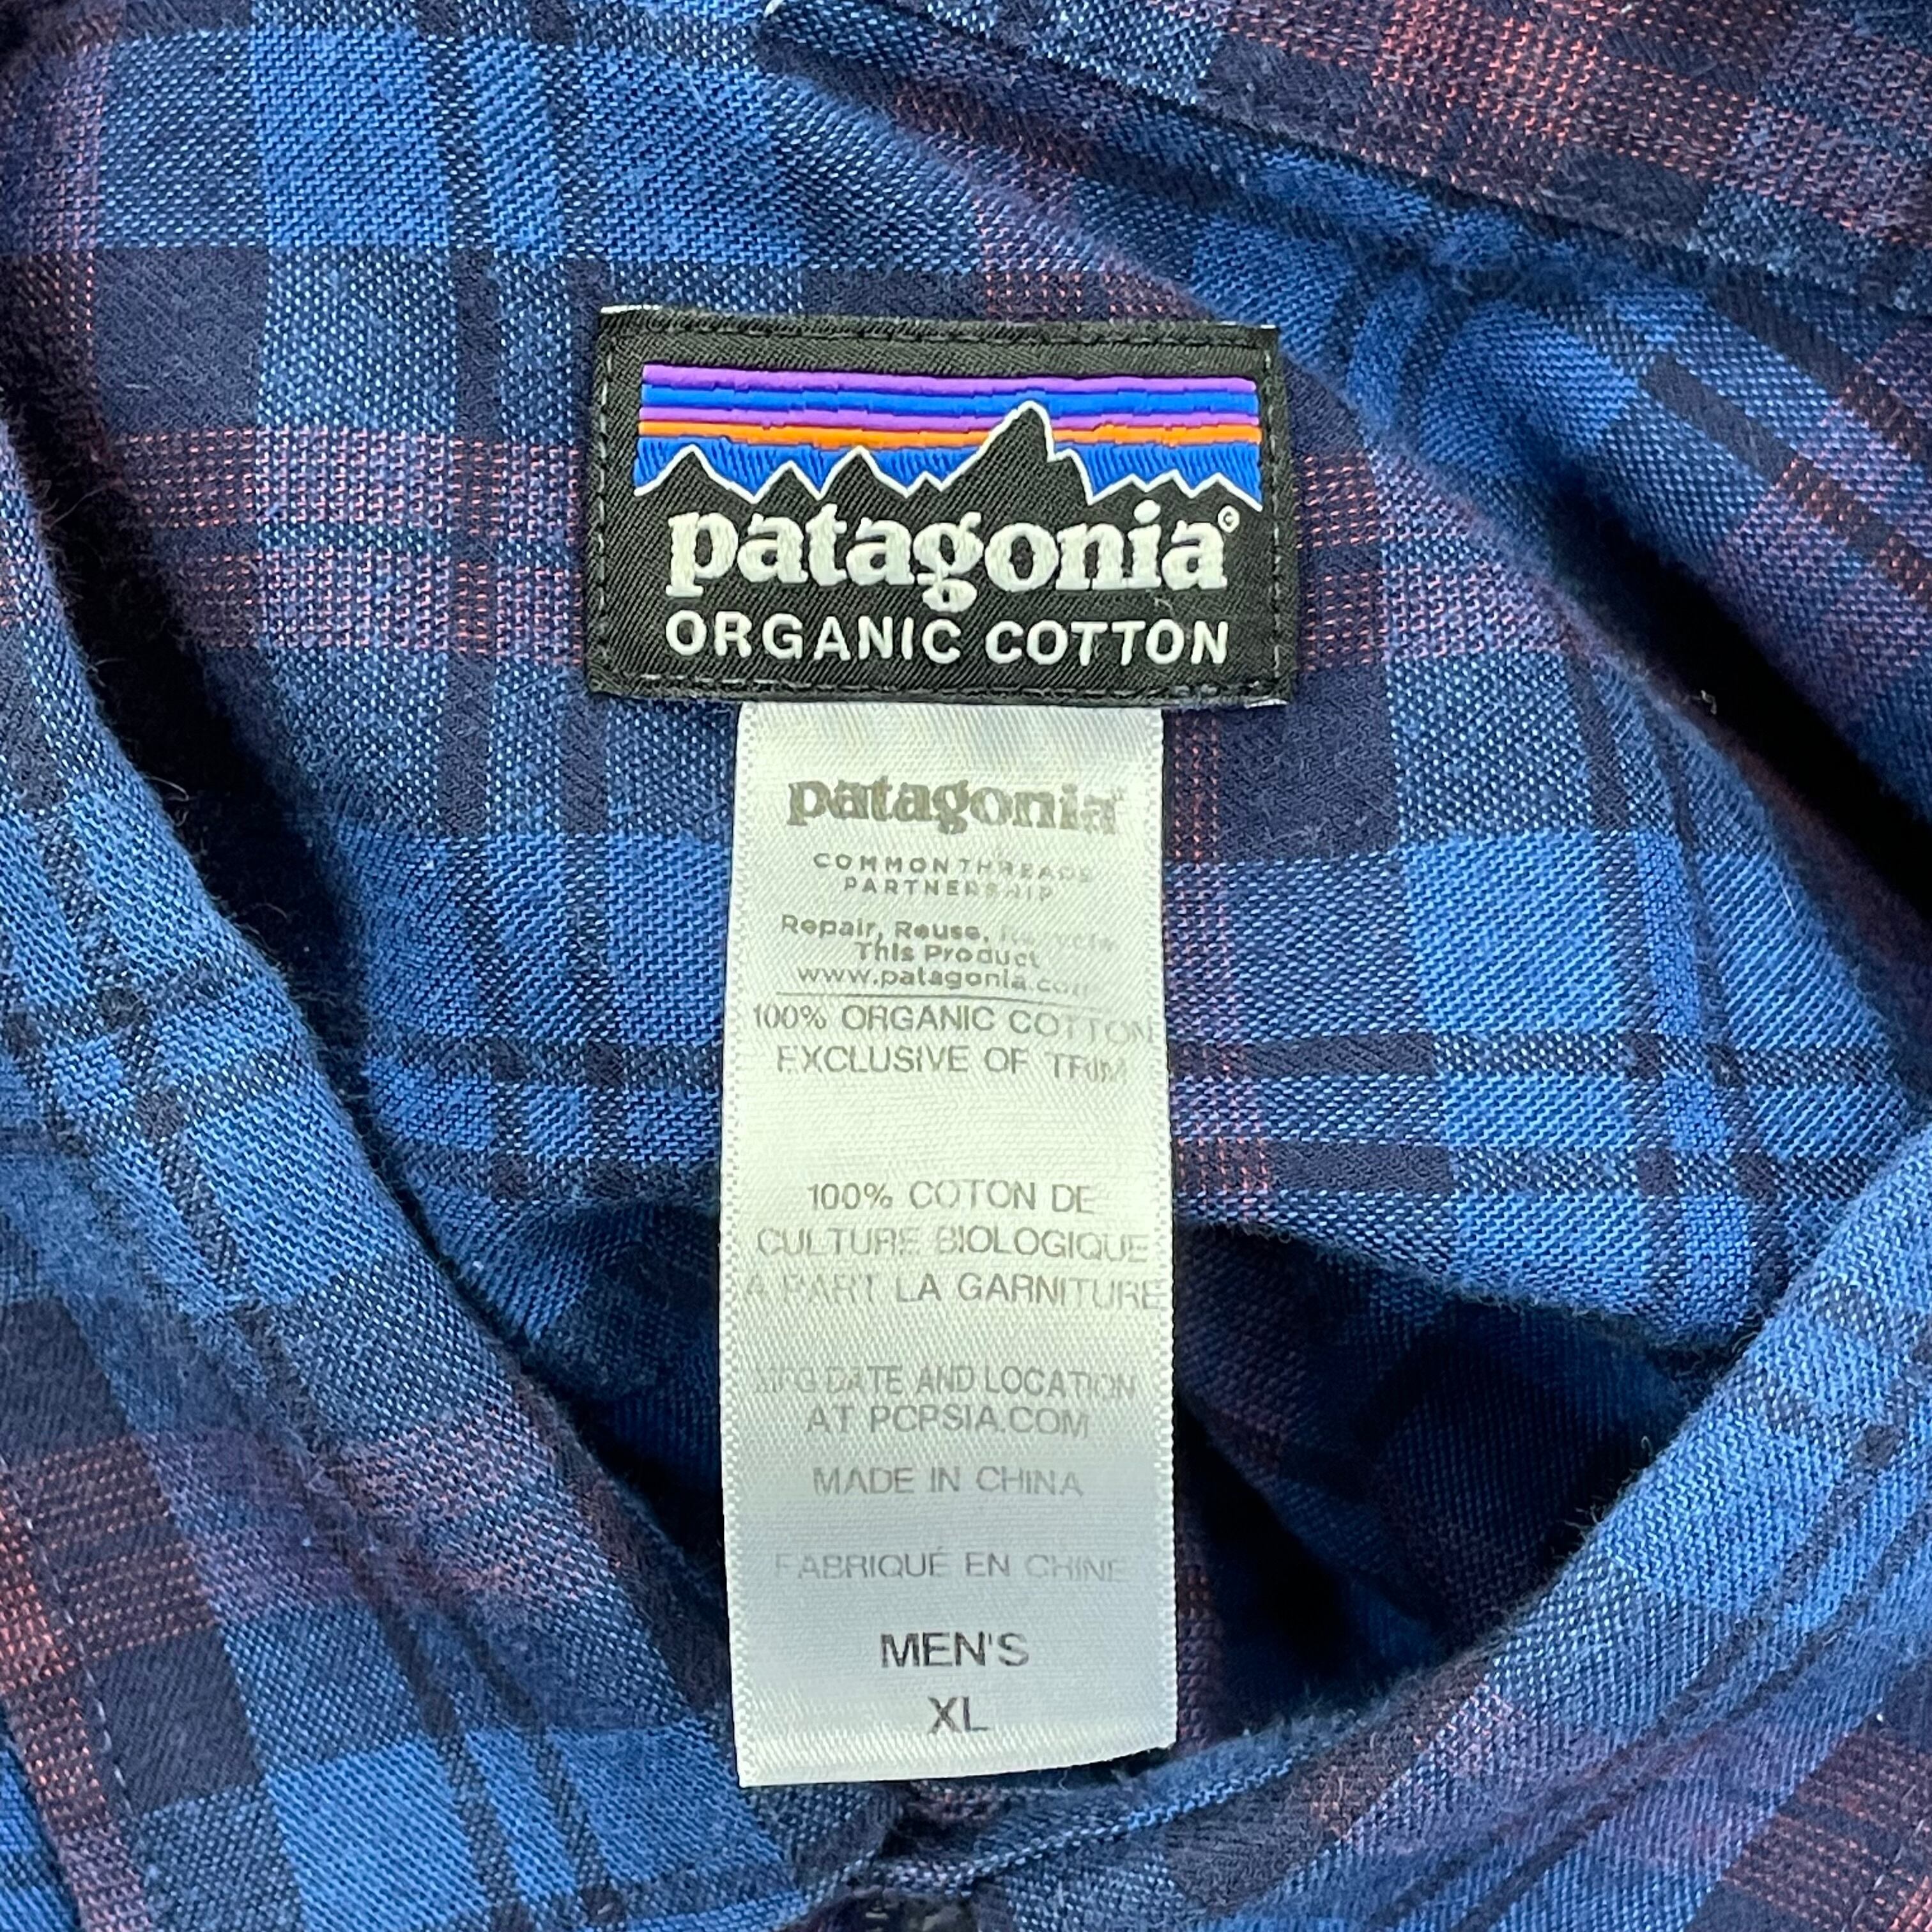 patagonia©
ORGANIC COTTON
patagonia
COMMON THREADS
PARTNERSHIP
Repair, Reuse, Recycle
This Product
www.patagonia.com
100% ORGANIC COTTON
EXCLUSIVE OF TRIM
100% COTON DE
CULTURE BIOLOGIQUE
A PART LA GARNITURE
MFG DATE AND LOCATION
AT PCPSIA.COM
MADE IN CHINA
FABRIQUÉ EN CHINE
MEN'S
XL